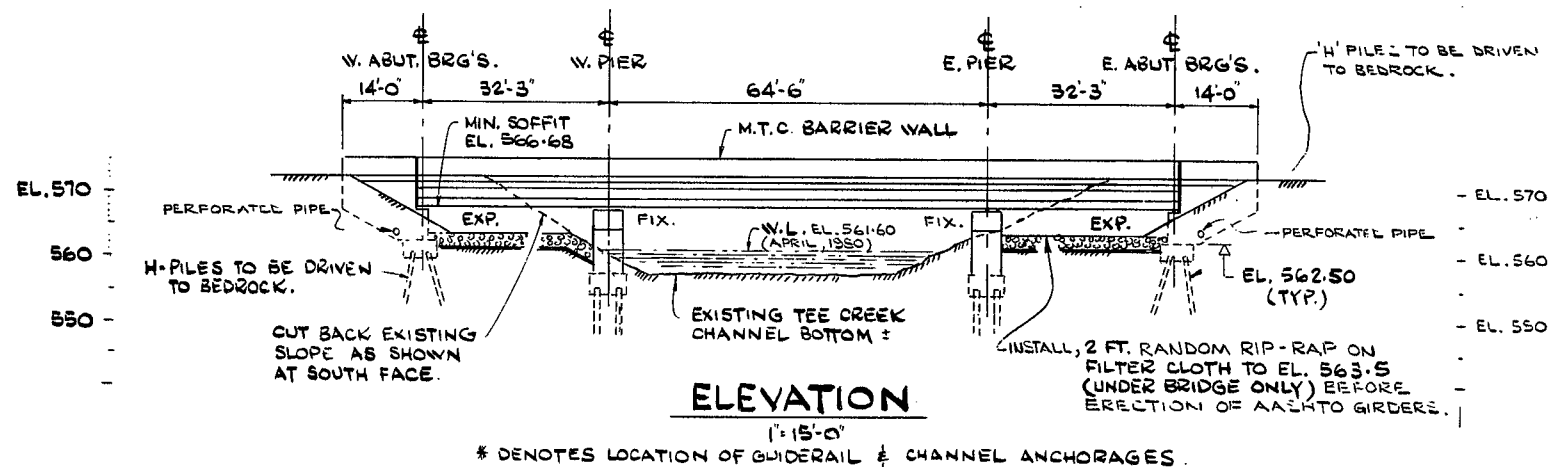 ℄
W. ABUT. BRG'S.
℄
W. PIER
℄
E. PIER
℄
E. ABUT. BRG'S.
'H' PILES TO BE DRIVEN
TO BEDROCK.
14'-0"
32'-3"
64'-6"
32'-3"
14'-0"
MIN. SOFFIT
EL. 566.68
M.T.C. BARRIER WALL
EL. 570
EL. 570
PERFORATED PIPE
EXP.
FIX.
W.L. EL. 561.60
(APRIL, 1980)
FIX.
EXP.
PERFORATED PIPE
560
EL. 560
H-PILES TO BE DRIVEN
TO BEDROCK.
EL. 562.50
(TYP.)
550
EL. 550
CUT BACK EXISTING
SLOPE AS SHOWN
AT SOUTH FACE.
EXISTING TEE CREEK
CHANNEL BOTTOM ±
INSTALL, 2 FT. RANDOM RIP-RAP ON
FILTER CLOTH TO EL. 563.5
(UNDER BRIDGE ONLY) BEFORE
ERECTION OF AASHTO GIRDERS.
ELEVATION
1"=15'-0"
* DENOTES LOCATION OF GUIDERAIL & CHANNEL ANCHORAGES.